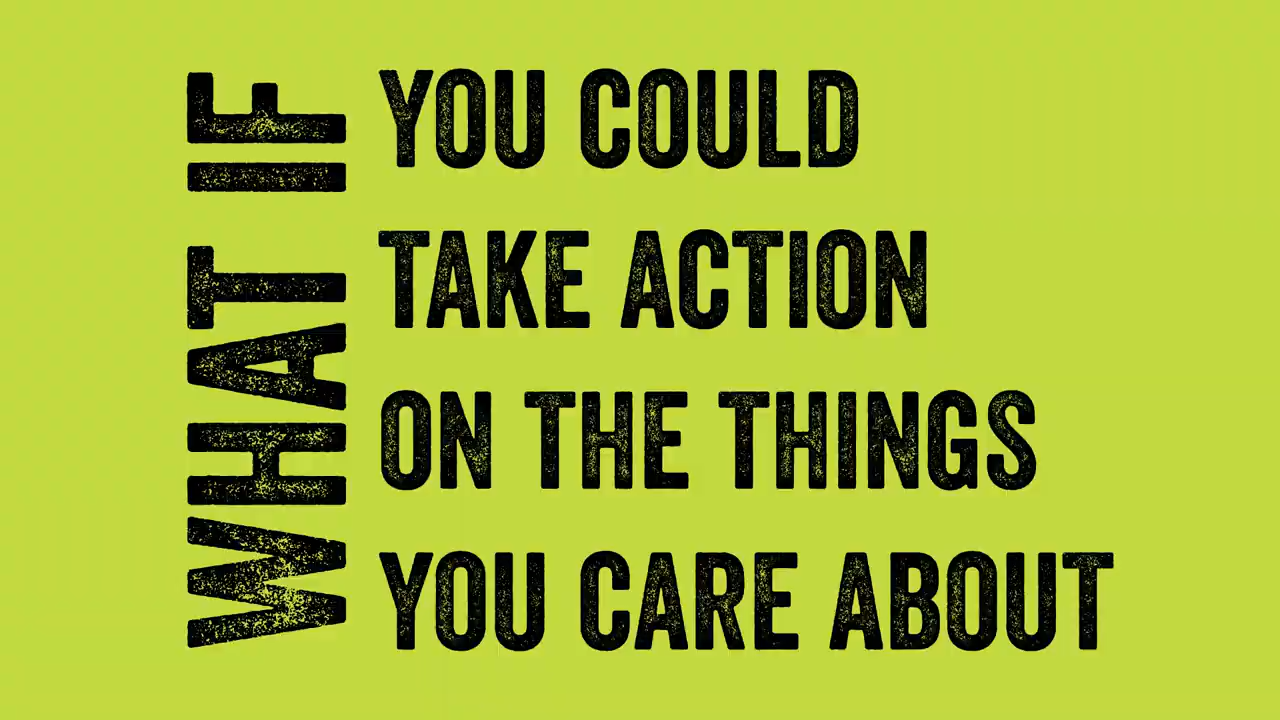 WHAT IF
YOU COULD
TAKE ACTION
ON THE THINGS
YOU CARE ABOUT